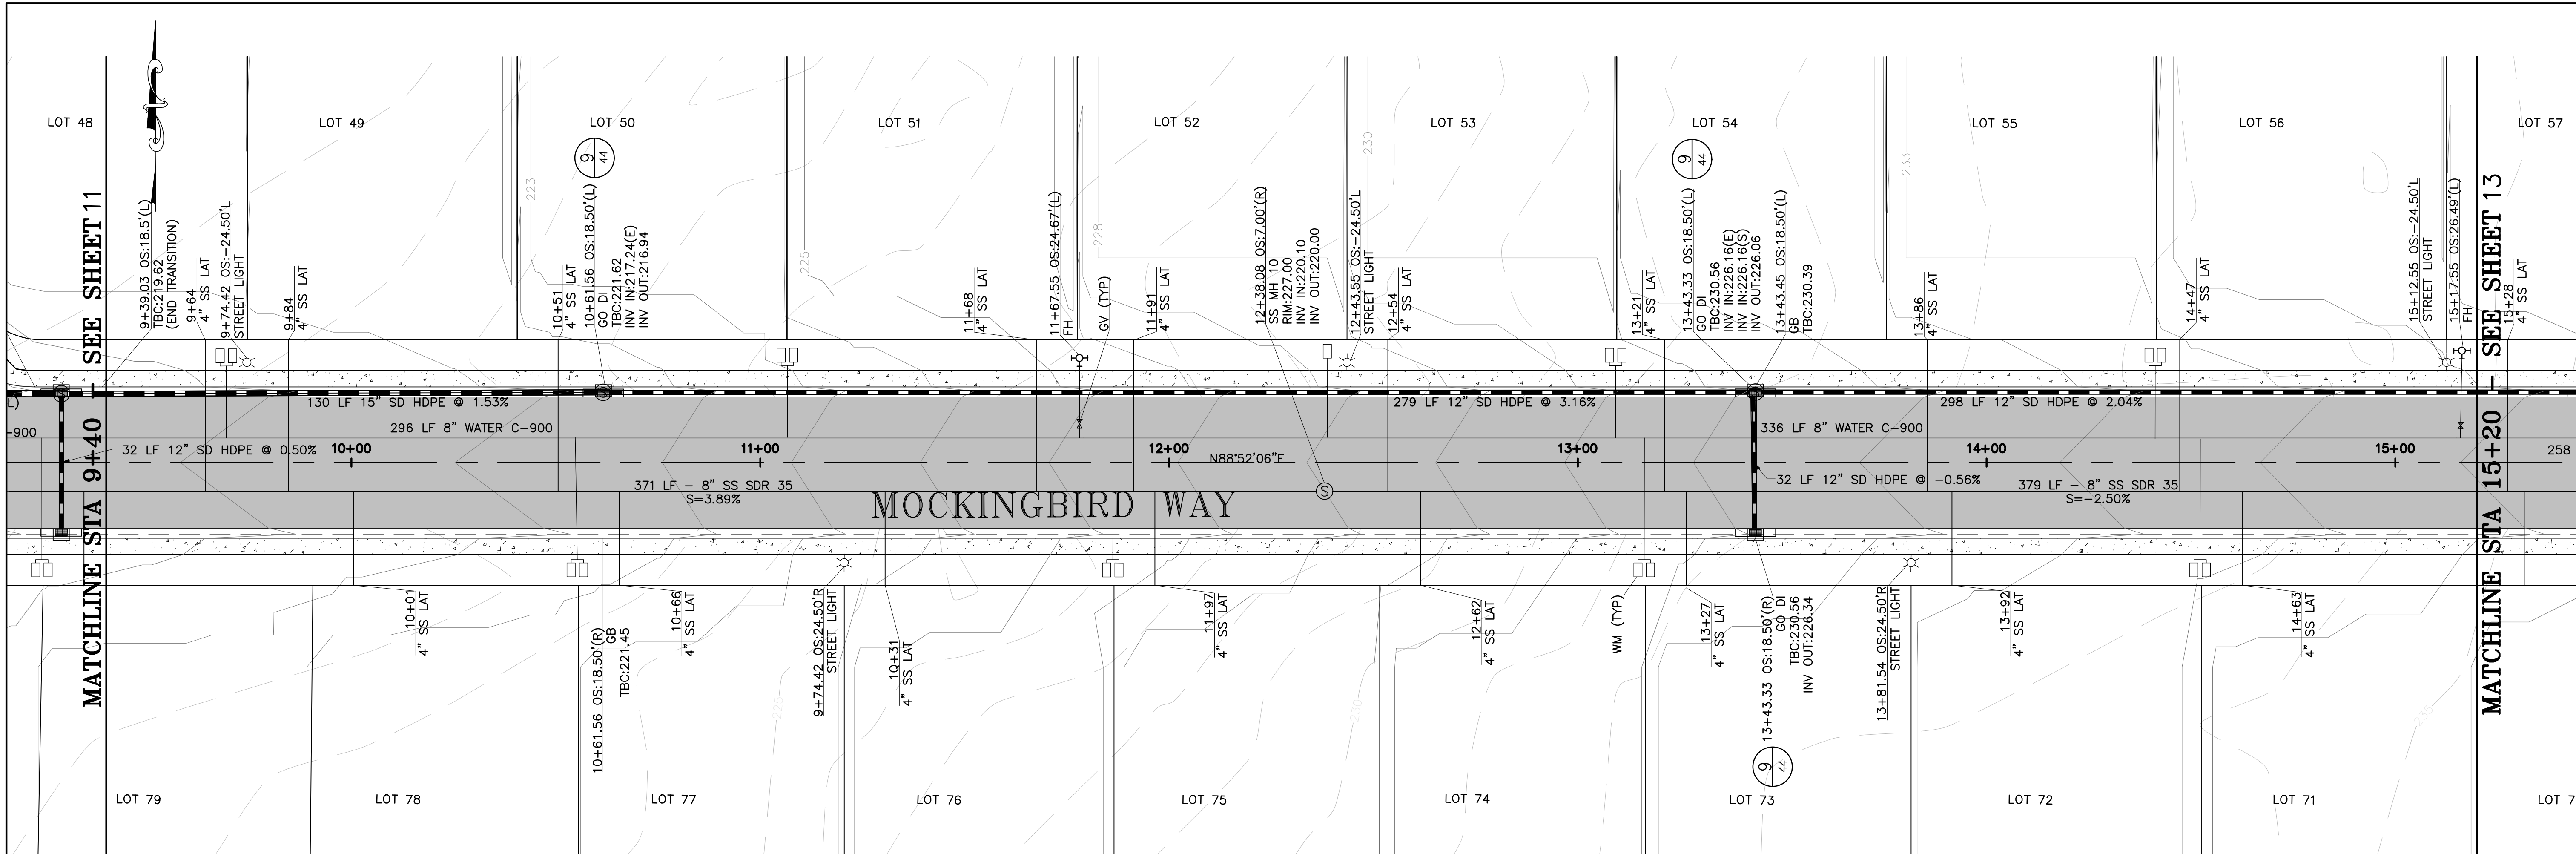 LOT 48
LOT 49
LOT 50
LOT 51
LOT 52
LOT 53
LOT 54
LOT 55
LOT 56
LOT 57
MATCHLINE STA 9+40 - SEE SHEET 11
9+39.03 OS:18.5'(L)
TBC:219.62
(END TRANSITION)
9+64
4" SS LAT
9+74.42 OS:-24.50'L
STREET LIGHT
9+84
4" SS LAT
223
10+51
4" SS LAT
9
44
10+61.56 OS:18.50'(L)
GO DI
TBC:221.62
INV IN:217.24(E)
INV OUT:216.94
225
11+68
4" SS LAT
11+67.55 OS:24.67'(L)
FH
228
GV (TYP)
11+91
4" SS LAT
12+38.08 OS:7.00'(R)
SS MH 10
RIM:227.00
INV IN:220.10
INV OUT:220.00
12+43.55 OS:-24.50'L
STREET LIGHT
230
12+54
4" SS LAT
13+21
4" SS LAT
9
44
13+43.33 OS:18.50'(L)
GO DI
TBC:230.56
INV IN:226.16(E)
INV IN:226.16(S)
INV OUT:226.06
13+43.45 OS:18.50'(L)
GB
TBC:230.39
233
13+86
4" SS LAT
14+47
4" SS LAT
15+12.55 OS:-24.50'L
STREET LIGHT
15+17.55 OS:26.49'(L)
FH
15+28
4" SS LAT
MATCHLINE STA 15+20 - SEE SHEET 13
L)
130 LF 15" SD HDPE @ 1.53%
279 LF 12" SD HDPE @ 3.16%
298 LF 12" SD HDPE @ 2.04%
-900
296 LF 8" WATER C-900
336 LF 8" WATER C-900
32 LF 12" SD HDPE @ 0.50%
10+00
11+00
12+00
N88°52'06"E
13+00
14+00
15+00
258
S
S
S
371 LF - 8" SS SDR 35
S=3.89%
MOCKINGBIRD WAY
32 LF 12" SD HDPE @ -0.56%
379 LF - 8" SS SDR 35
S=-2.50%
10+01
4" SS LAT
10+61.56 OS:18.50'(R)
GB
TBC:221.45
10+66
4" SS LAT
225
9+74.42 OS:24.50'R
STREET LIGHT
10+31
4" SS LAT
11+97
4" SS LAT
230
12+62
4" SS LAT
WM (TYP)
13+27
4" SS LAT
13+43.33 OS:18.50'(R)
GO DI
TBC:230.56
INV OUT:226.34
9
44
13+81.54 OS:24.50'R
STREET LIGHT
13+92
4" SS LAT
14+63
4" SS LAT
235
LOT 79
LOT 78
LOT 77
LOT 76
LOT 75
LOT 74
LOT 73
LOT 72
LOT 71
LOT 7